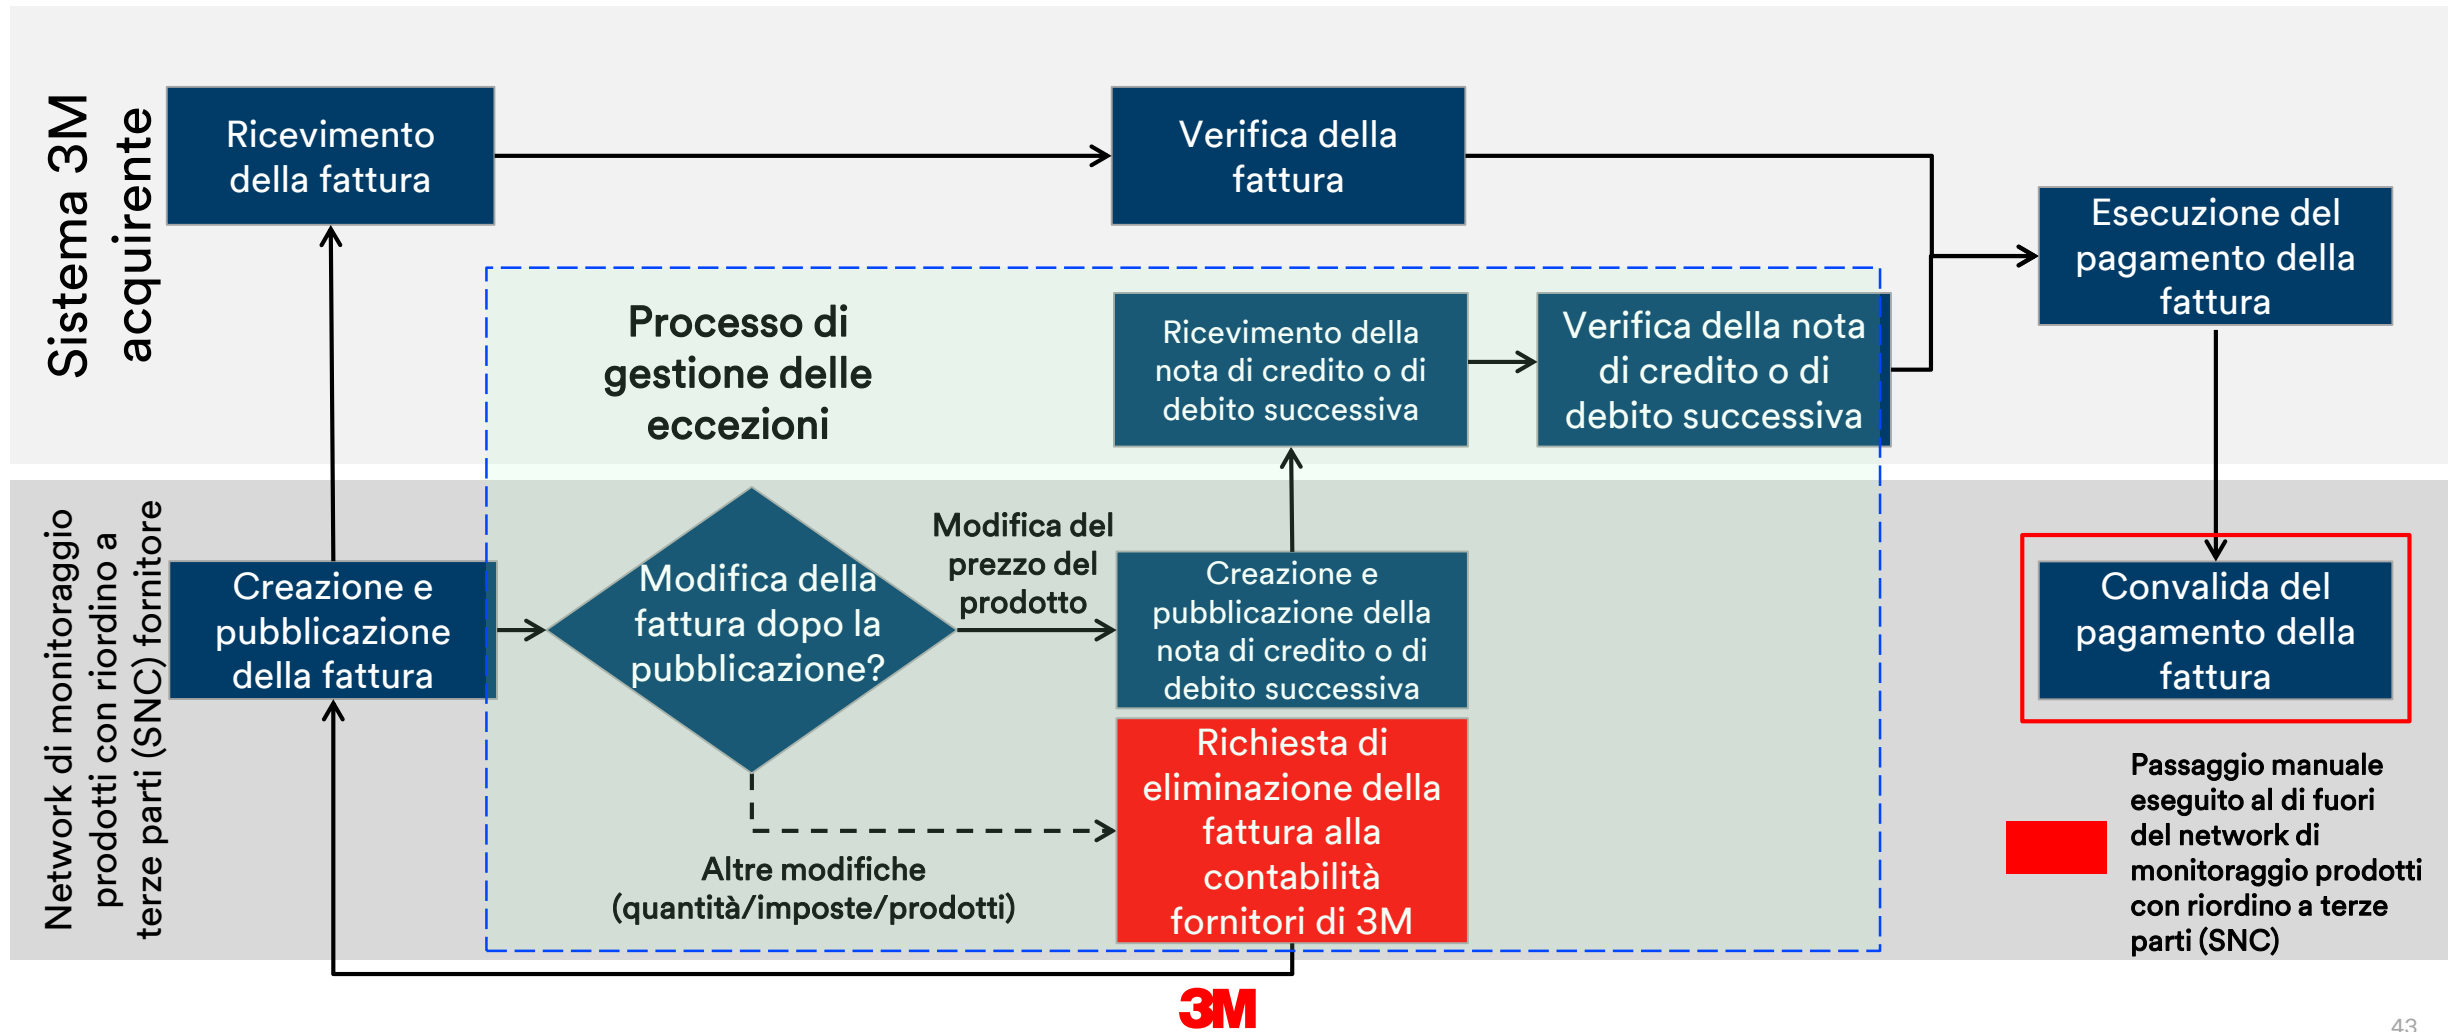 Sistema 3M
acquirente
Ricevimento
della fattura
Verifica della
fattura
Esecuzione del
pagamento della
fattura
Processo di
gestione delle
eccezioni
Ricevimento della
nota di credito o di
debito successiva
Verifica della nota
di credito o di
debito successiva
Network di monitoraggio
prodotti con riordino a
terze parti (SNC) fornitore
Creazione e
pubblicazione
della fattura
Modifica della
fattura dopo la
pubblicazione?
Modifica del
prezzo del
prodotto
Creazione e
pubblicazione della
nota di credito o di
debito successiva
Convalida del
pagamento della
fattura
Richiesta di
eliminazione della
fattura alla
contabilità
fornitori di 3M
Altre modifiche
(quantità/imposte/prodotti)
Passaggio manuale
eseguito al di fuori
del network di
monitoraggio prodotti
con riordino a terze
parti (SNC)
3M
43